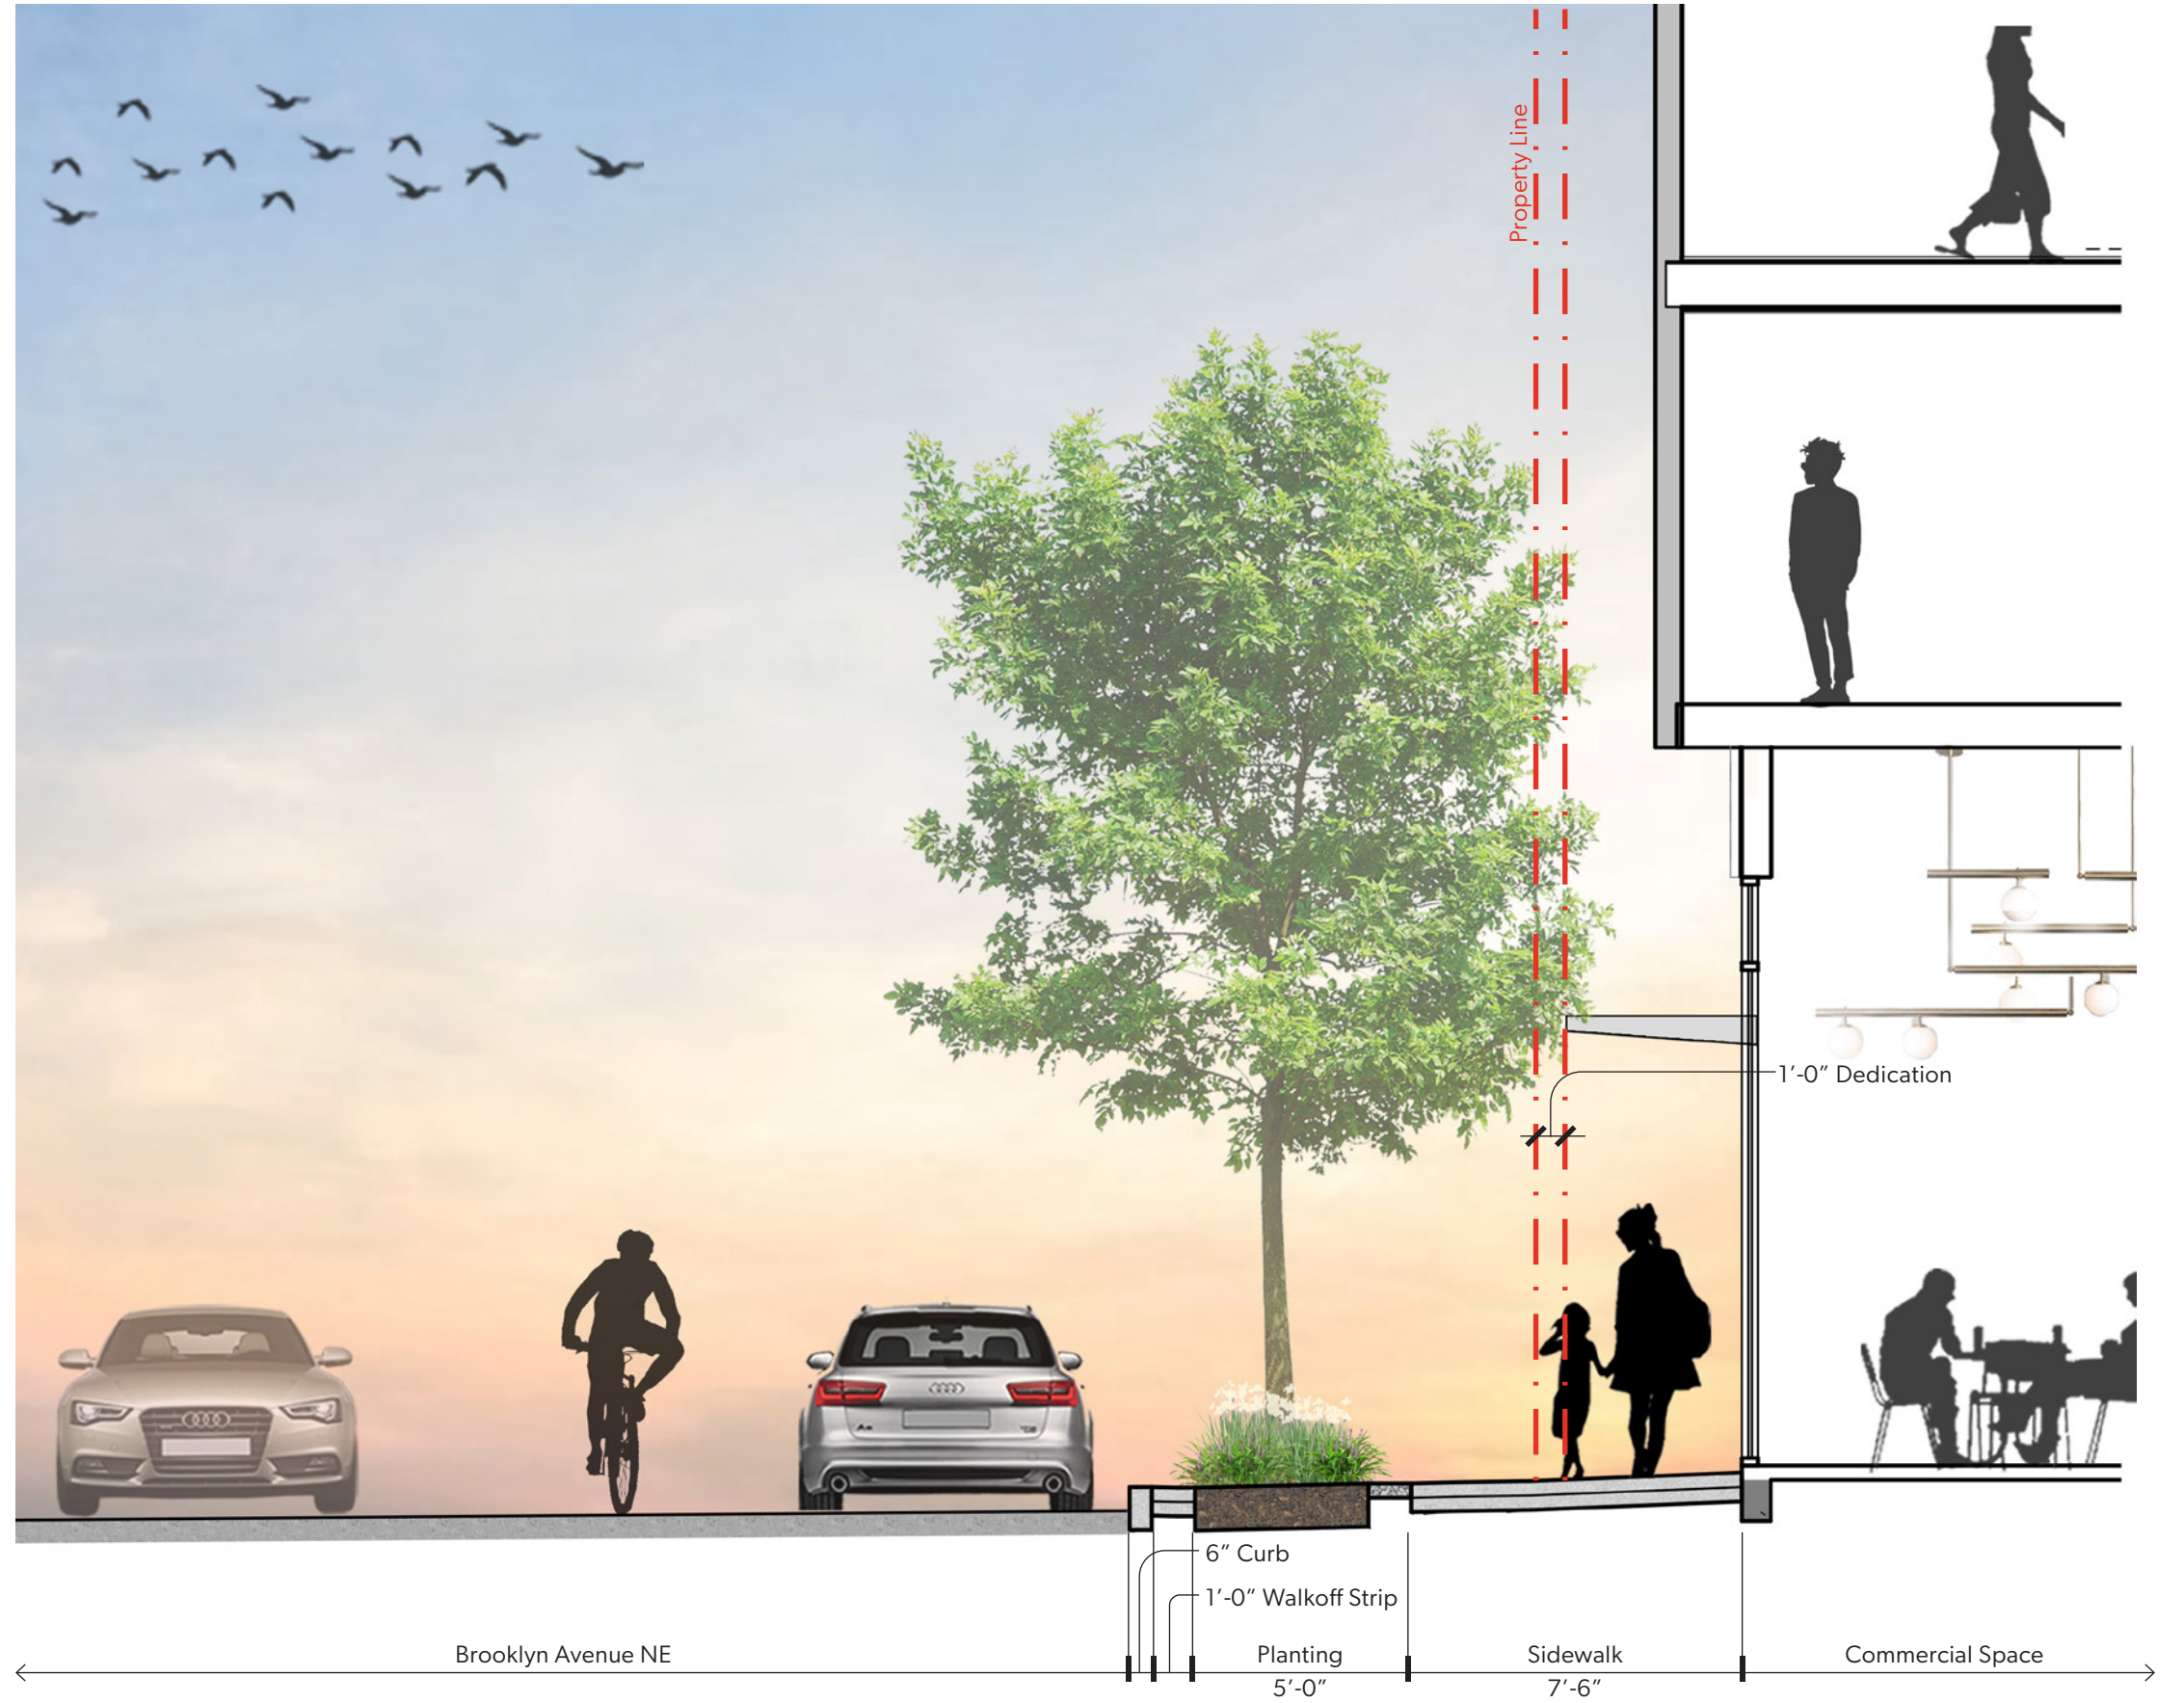 Property Line
1’-0” Dedication
6” Curb
1’-0” Walkoff Strip
Brooklyn Avenue NE
Planting
5’-0”
Sidewalk
7’-6”
Commercial Space